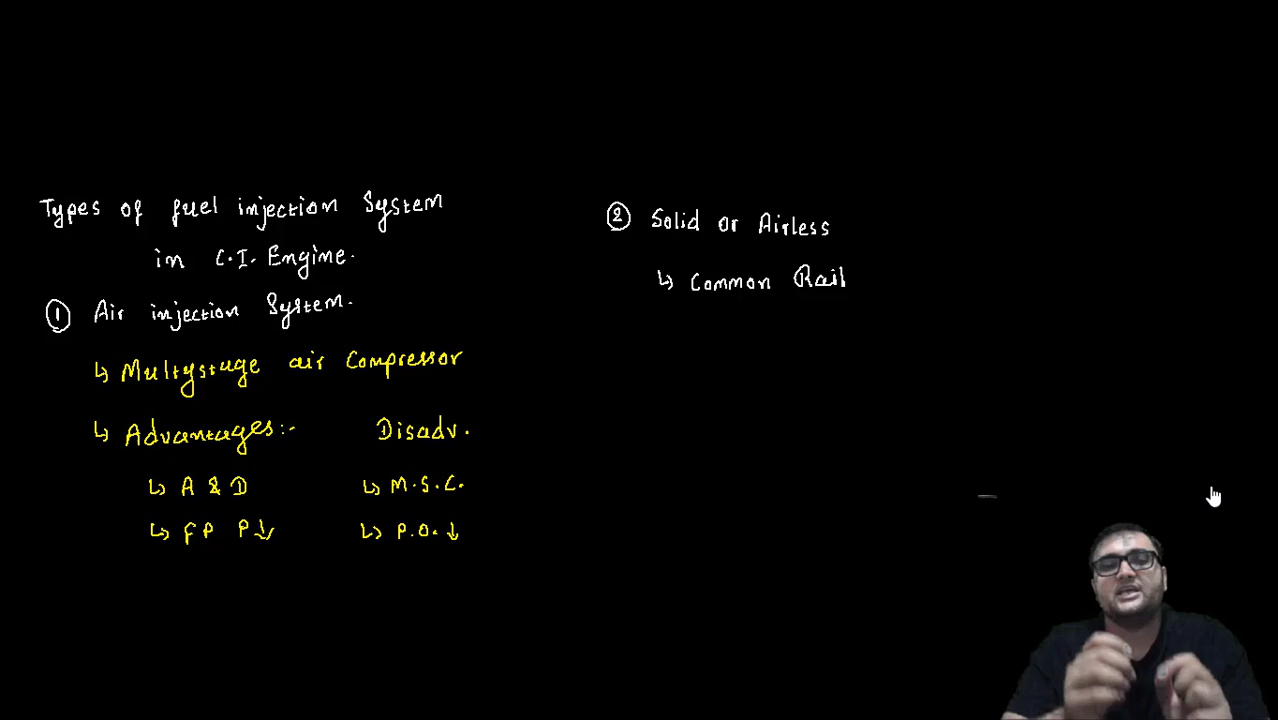 Types of fuel injection System
in C.I. Engine.
① Air injection System.
↳ Multystage air Compressor
↳ Advantages:-
Disadv.
↳ A & D
↳ M.S.C.
↳ FP P↓
↳ P.O. ↓
② Solid or Airless
↳ Common Rail